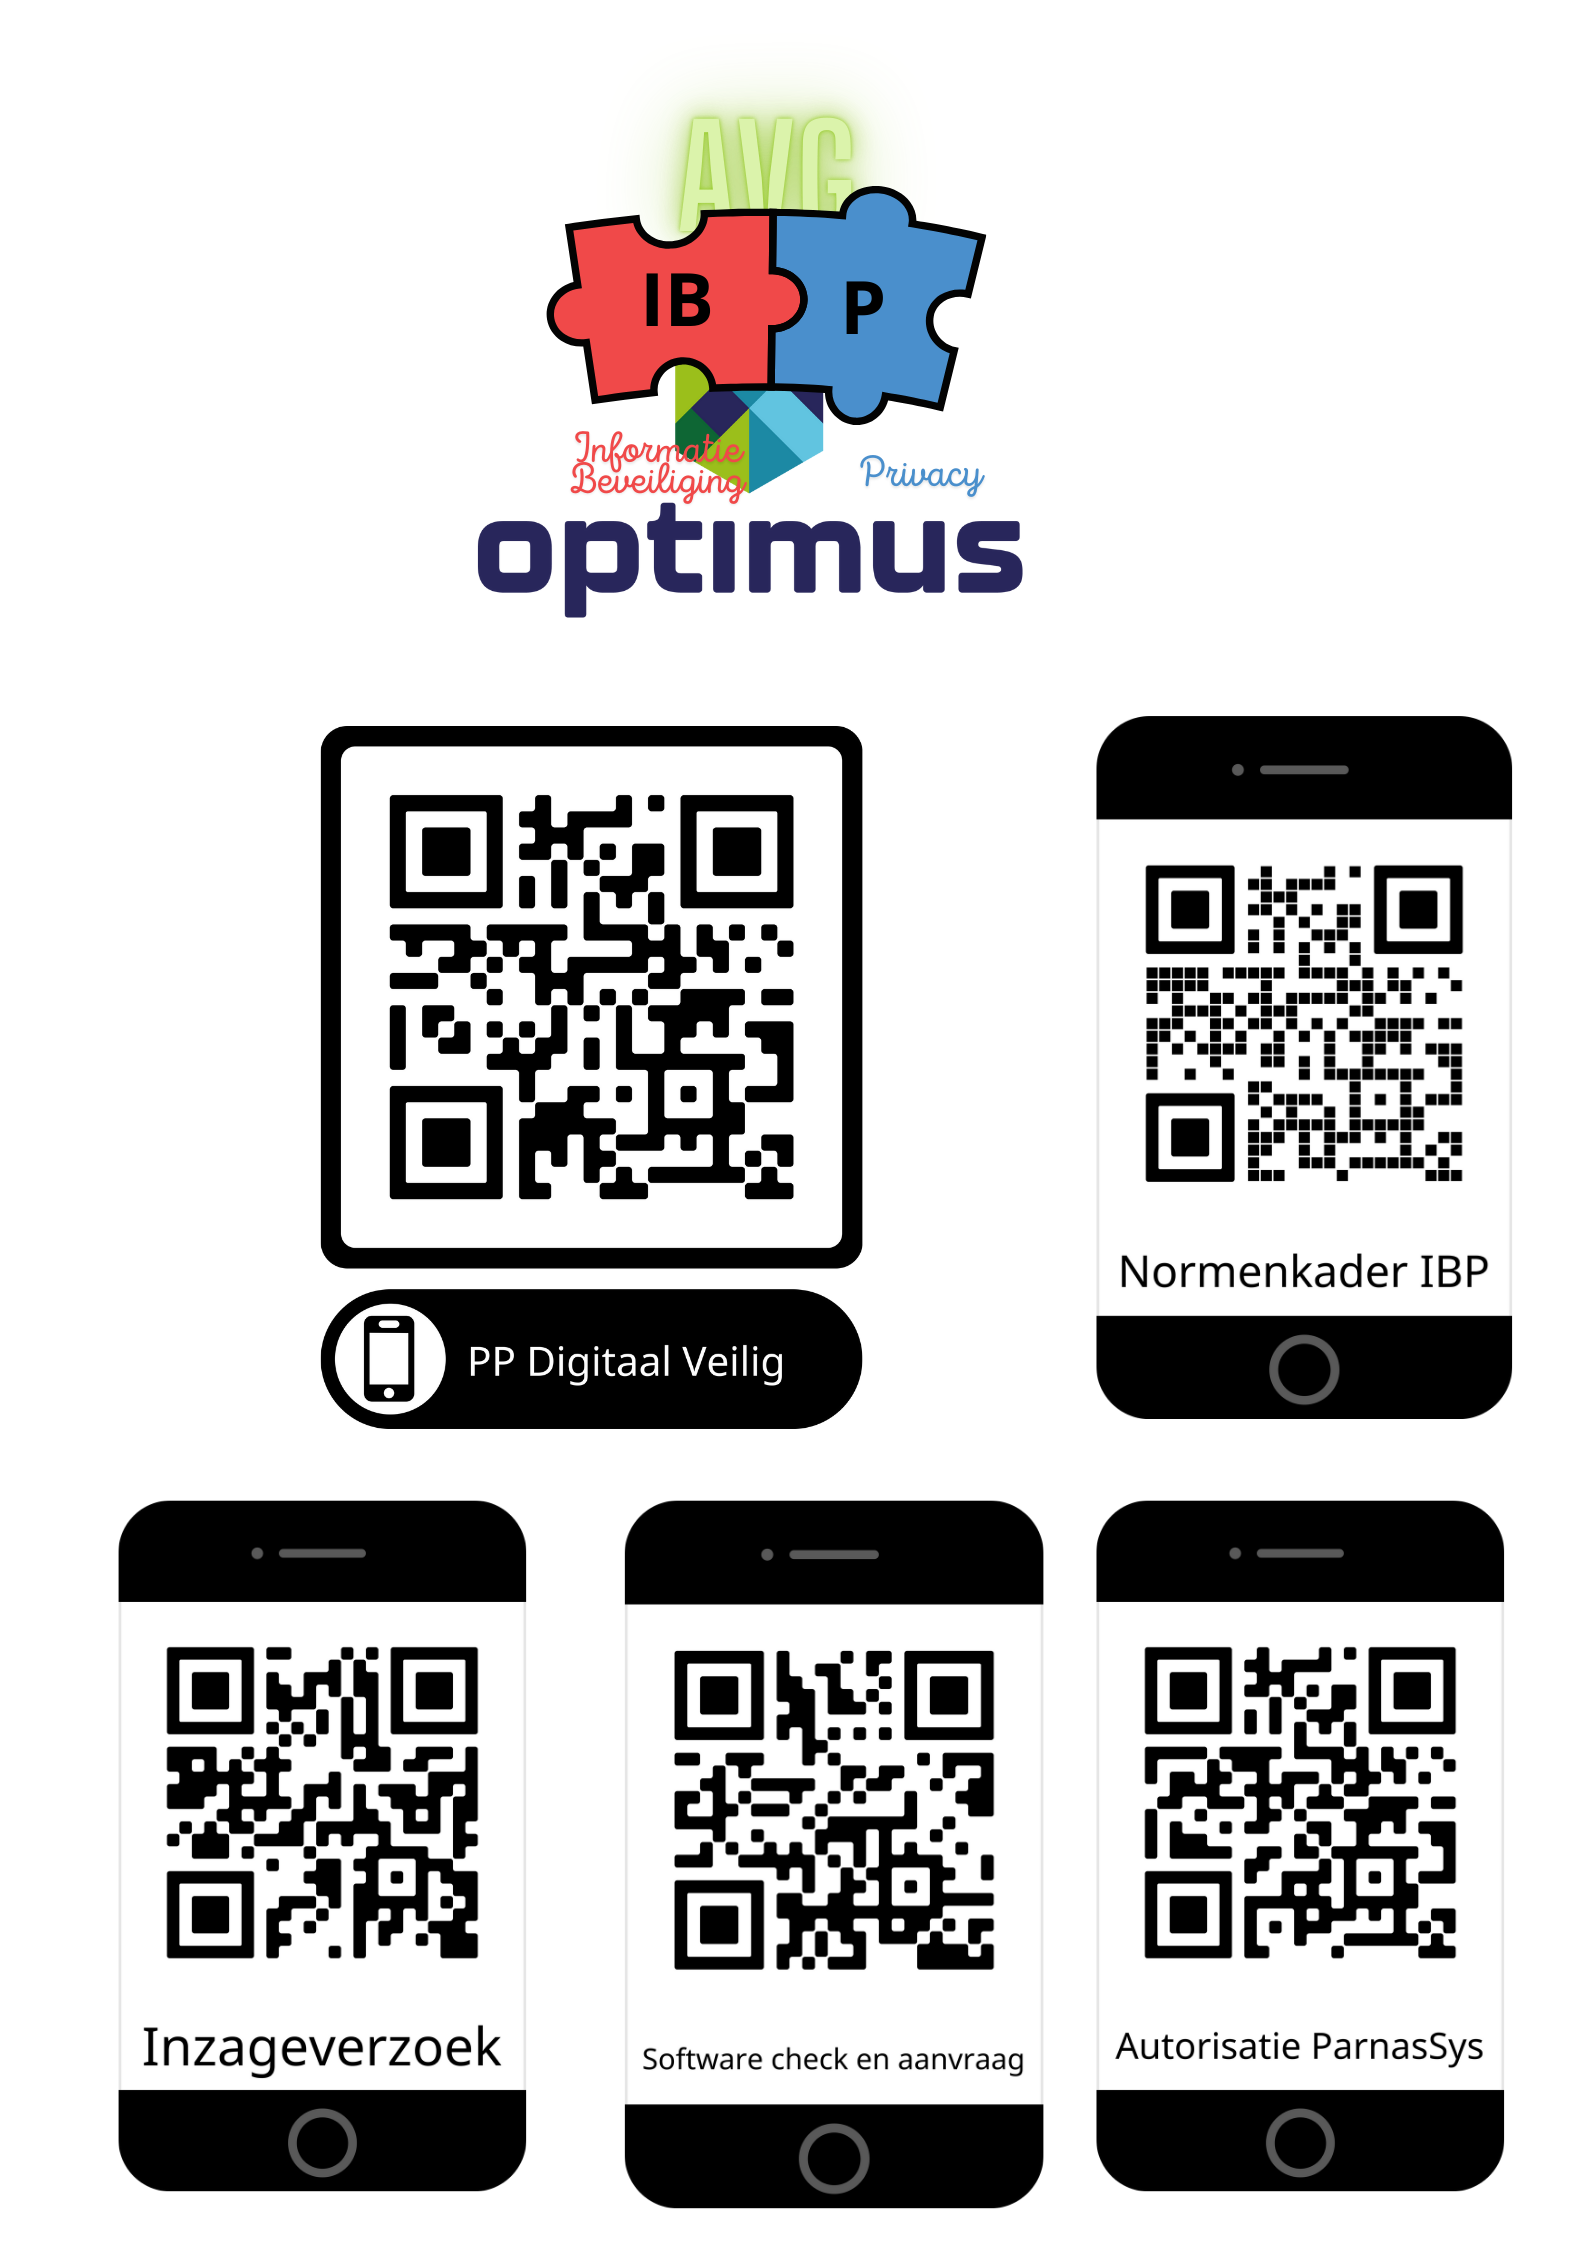 AVG
IB
P
Informatie
Beveiliging
Privacy
optimus
PP Digitaal Veilig
Normenkader IBP
Inzageverzoek
Software check en aanvraag
Autorisatie ParnasSys